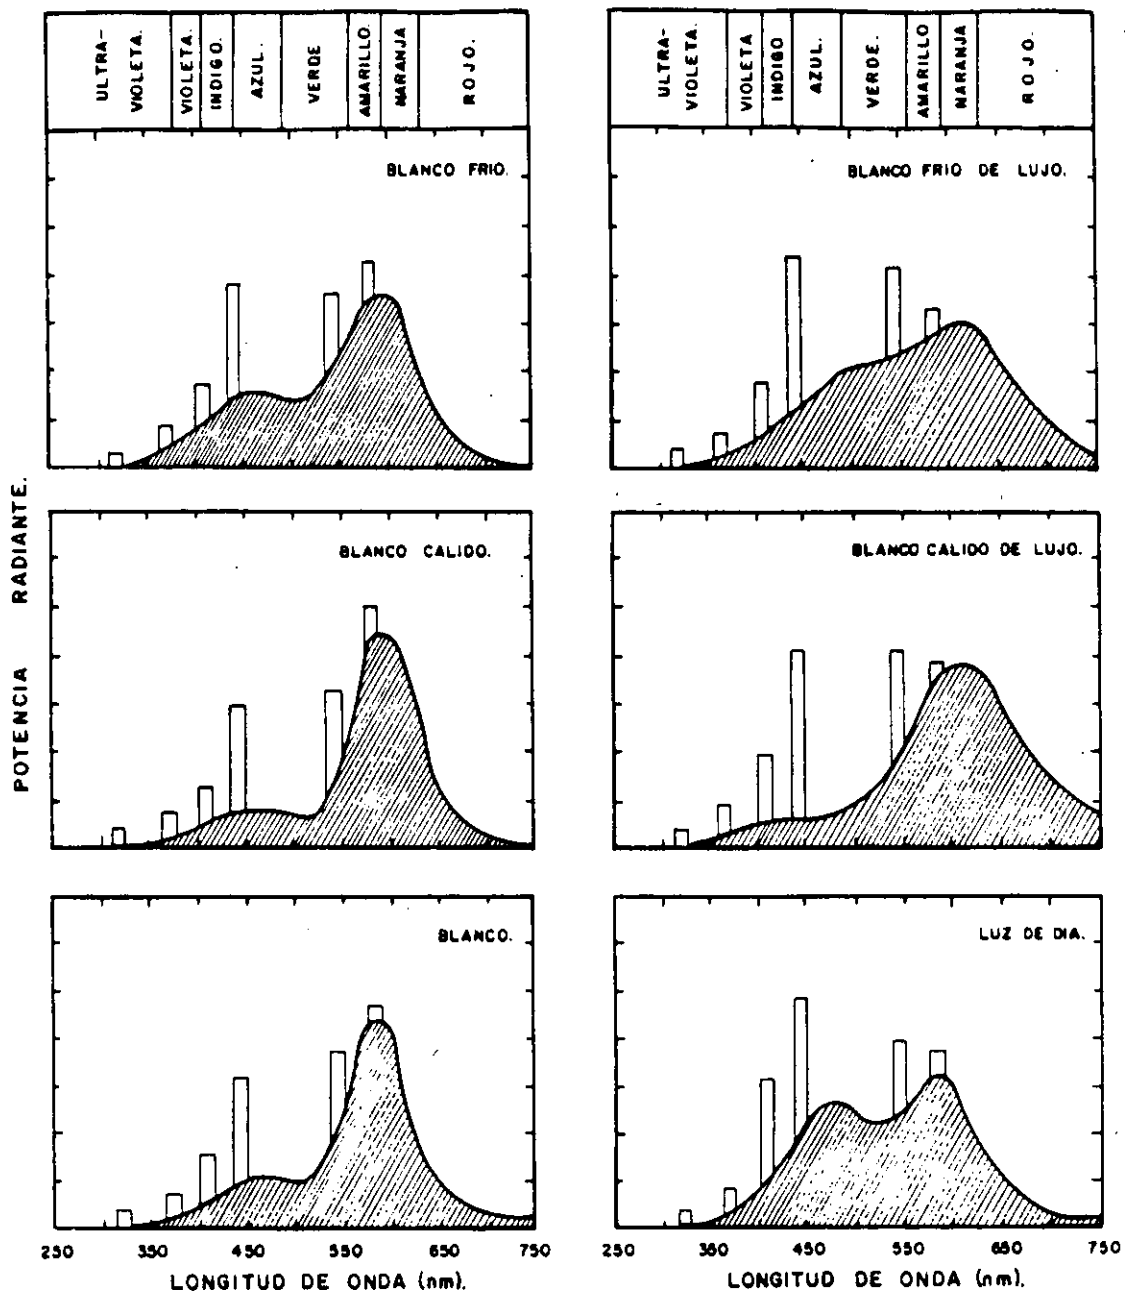 ULTRA-
VIOLETA.
VIOLETA.
INDIGO.
AZUL.
VERDE
AMARILLO.
NARANJA
ROJO.
ULTRA-
VIOLETA.
VIOLETA
INDIGO
AZUL.
VERDE.
AMARILLO
NARANJA
ROJO.
BLANCO FRIO.
BLANCO FRIO DE LUJO.
BLANCO CALIDO.
BLANCO CALIDO DE LUJO.
POTENCIA RADIANTE.
BLANCO.
LUZ DE DIA.
250 350 450 550 650 750
250 350 450 550 650 750
LONGITUD DE ONDA (nm).
LONGITUD DE ONDA (nm).